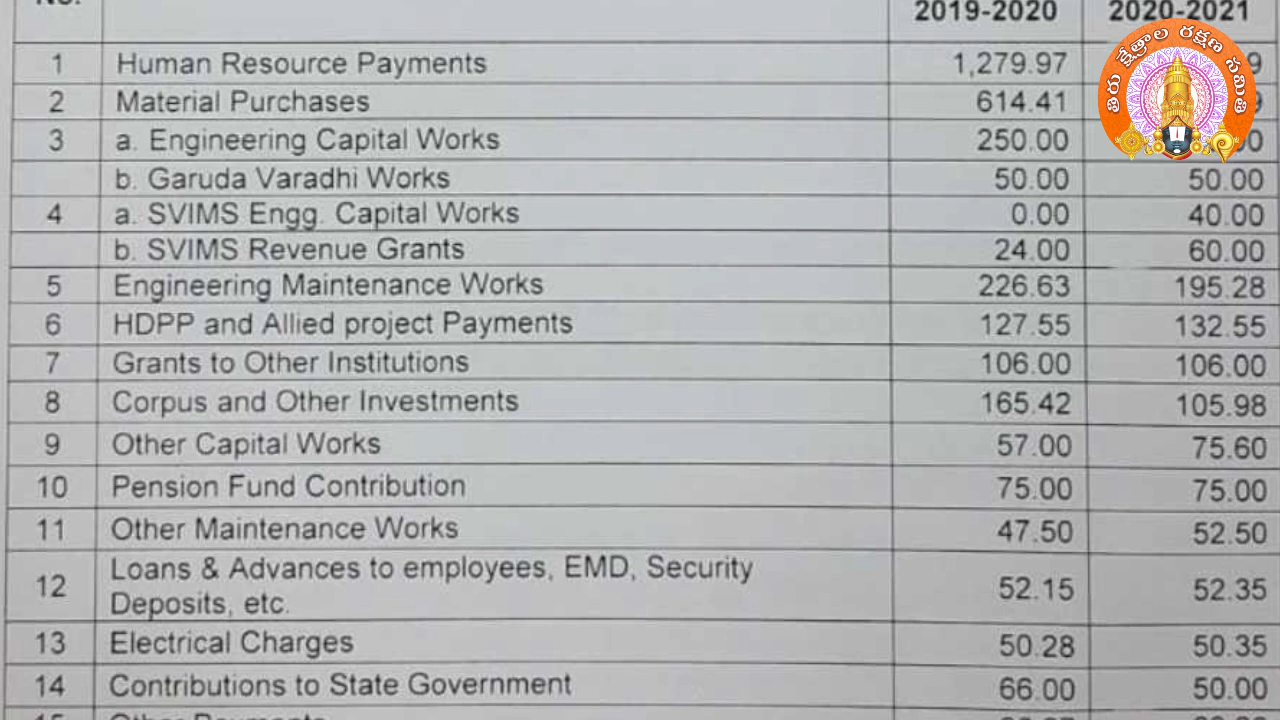 No.
2019-2020 2020-2021
1 Human Resource Payments 1,279.97
2 Material Purchases 614.41
3 a. Engineering Capital Works 250.00
b. Garuda Varadhi Works 50.00 50.00
4 a. SVIMS Engg. Capital Works 0.00 40.00
b. SVIMS Revenue Grants 24.00 60.00
5 Engineering Maintenance Works 226.63 195.28
6 HDPP and Allied project Payments 127.55 132.55
7 Grants to Other Institutions 106.00 106.00
8 Corpus and Other Investments 165.42 105.98
9 Other Capital Works 57.00 75.60
10 Pension Fund Contribution 75.00 75.00
11 Other Maintenance Works 47.50 52.50
12 Loans & Advances to employees, EMD, Security
Deposits, etc. 52.15 52.35
13 Electrical Charges 50.28 50.35
14 Contributions to State Government 66.00 50.00
15 Other Payments
తిరు క్షేత్రాల రక్షణ సమితి